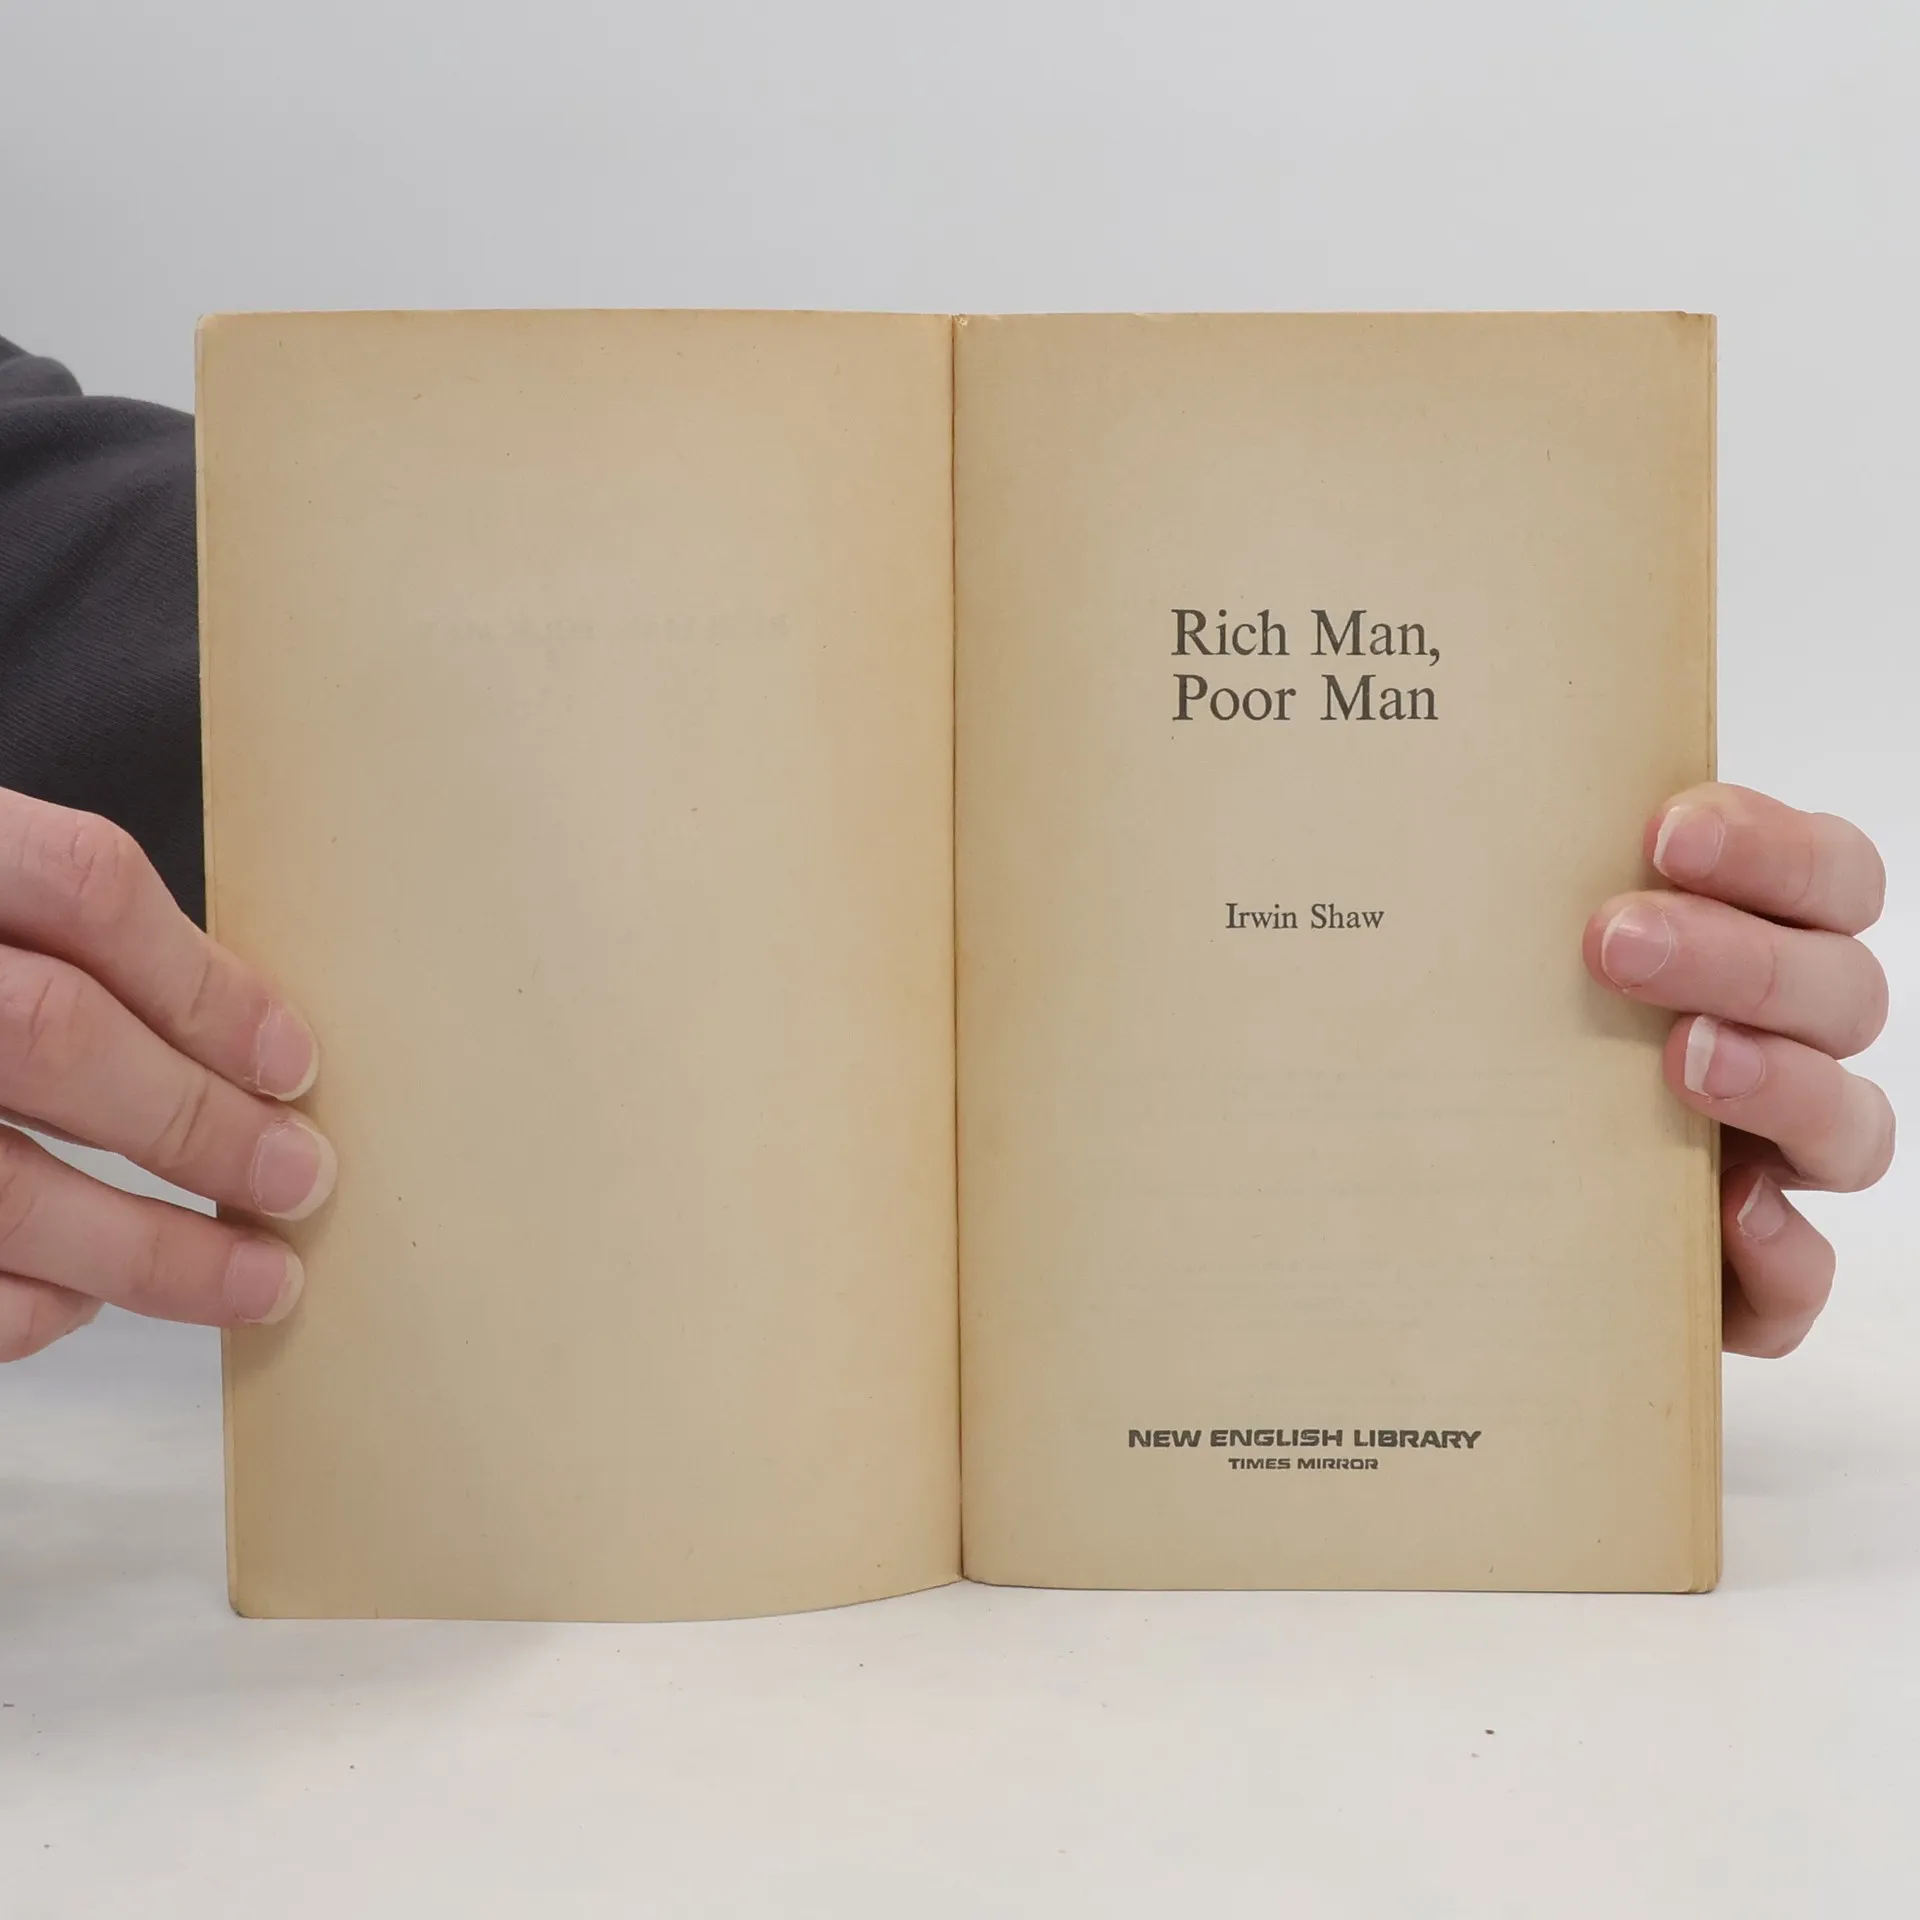 Rich Man,
Poor Man
Irwin Shaw
NEW ENGLISH LIBRARY
TIMES MIRROR